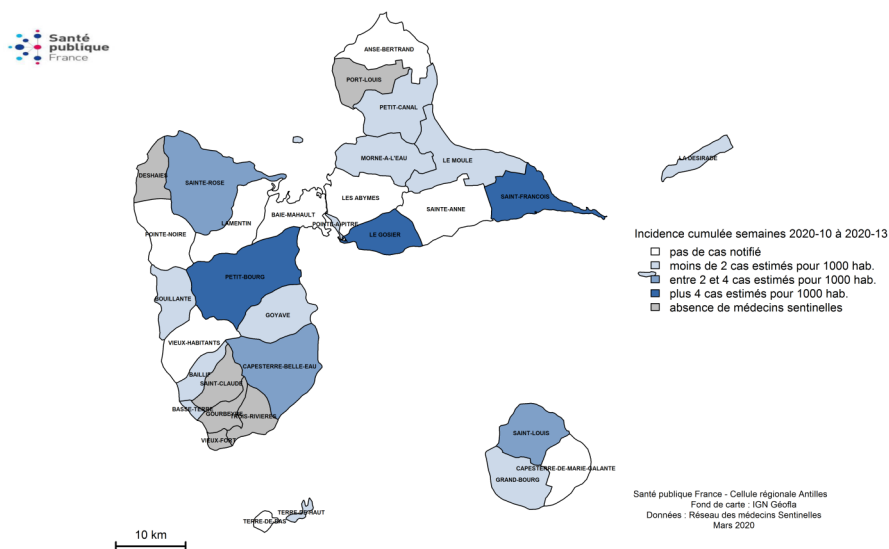 Santé
publique
France
ANSE-BERTRAND
PORT-LOUIS
PETIT-CANAL
MORNE-A-L'EAU
LE MOULE
LA DESIRADE
DESHAIES
SAINTE-ROSE
LES ABYMES
SAINT-FRANCOIS
LAMENTIN
BAIE-MAHAULT
SAINTE-ANNE
POINTE-A-PITRE
POINTE-NOIRE
LE GOSIER
PETIT-BOURG
BOUILLANTE
GOYAVE
VIEUX-HABITANTS
CAPESTERRE-BELLE-EAU
BAILLIF
SAINT-CLAUDE
BASSE-TERRE
GOURBEYRE
TROIS-RIVIERES
VIEUX-FORT
SAINT-LOUIS
CAPESTERRE-DE-MARIE-GALANTE
GRAND-BOURG
TERRE-DE-HAUT
TERRE-DE-BAS
10 km
Incidence cumulée semaines 2020-10 à 2020-13
pas de cas notifié
moins de 2 cas estimés pour 1000 hab.
entre 2 et 4 cas estimés pour 1000 hab.
plus 4 cas estimés pour 1000 hab.
absence de médecins sentinelles
Santé publique France - Cellule régionale Antilles
Fond de carte : IGN Géofla
Données : Réseau des médecins Sentinelles
Mars 2020